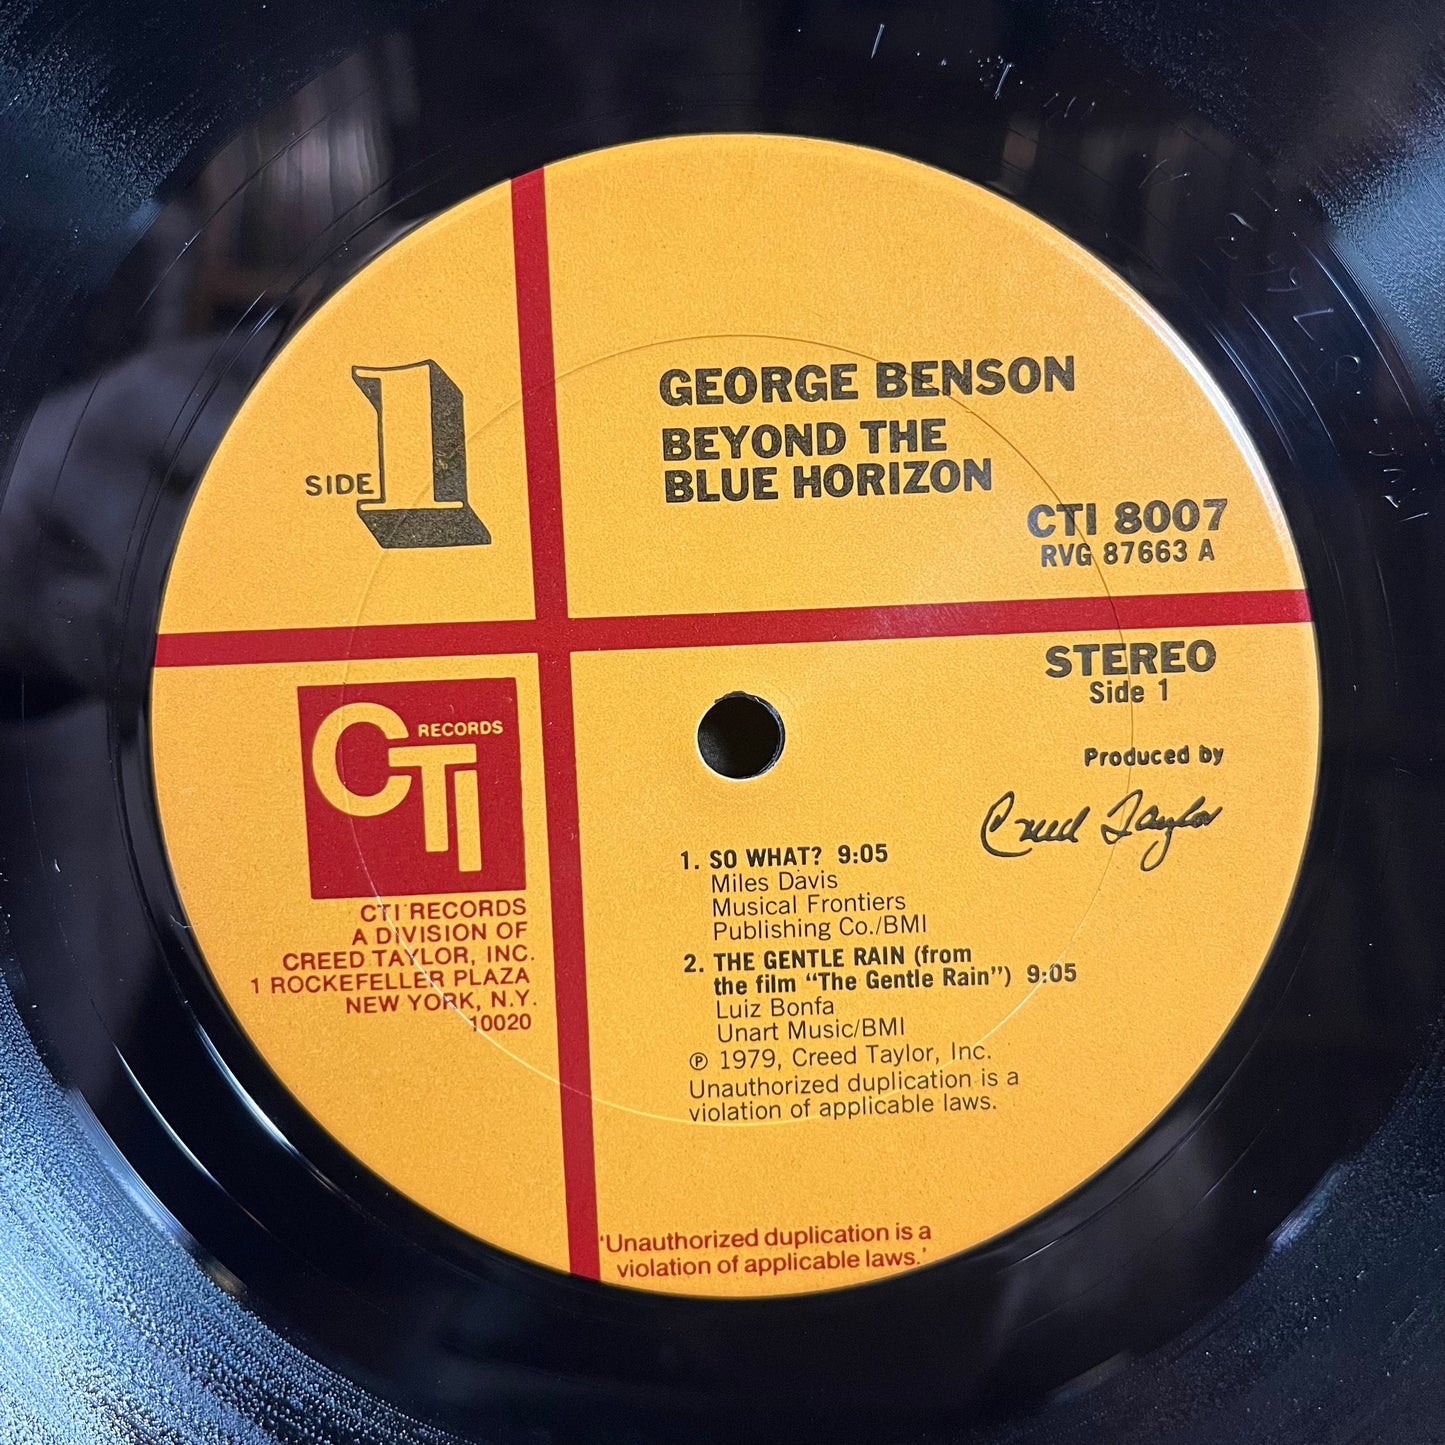 SIDE 1
GEORGE BENSON
BEYOND THE
BLUE HORIZON
CTI 8007
RVG 87663 A
STEREO
Side 1
Produced by
Creed Taylor
CTI RECORDS
CTI RECORDS
A DIVISION OF
CREED TAYLOR, INC.
1 ROCKEFELLER PLAZA
NEW YORK, N.Y.
10020
1. SO WHAT? 9:05
Miles Davis
Musical Frontiers
Publishing Co./BMI
2. THE GENTLE RAIN (from
the film "The Gentle Rain") 9:05
Luiz Bonfa
Unart Music/BMI
℗ 1979, Creed Taylor, Inc.
Unauthorized duplication is a
violation of applicable laws.
'Unauthorized duplication is a
violation of applicable laws.'